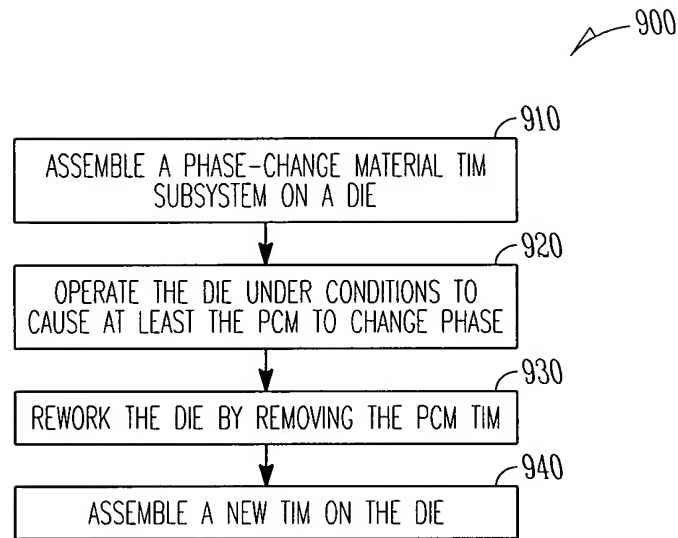 900
910
ASSEMBLE A PHASE-CHANGE MATERIAL TIM
SUBSYSTEM ON A DIE
920
OPERATE THE DIE UNDER CONDITIONS TO
CAUSE AT LEAST THE PCM TO CHANGE PHASE
930
REWORK THE DIE BY REMOVING THE PCM TIM
940
ASSEMBLE A NEW TIM ON THE DIE